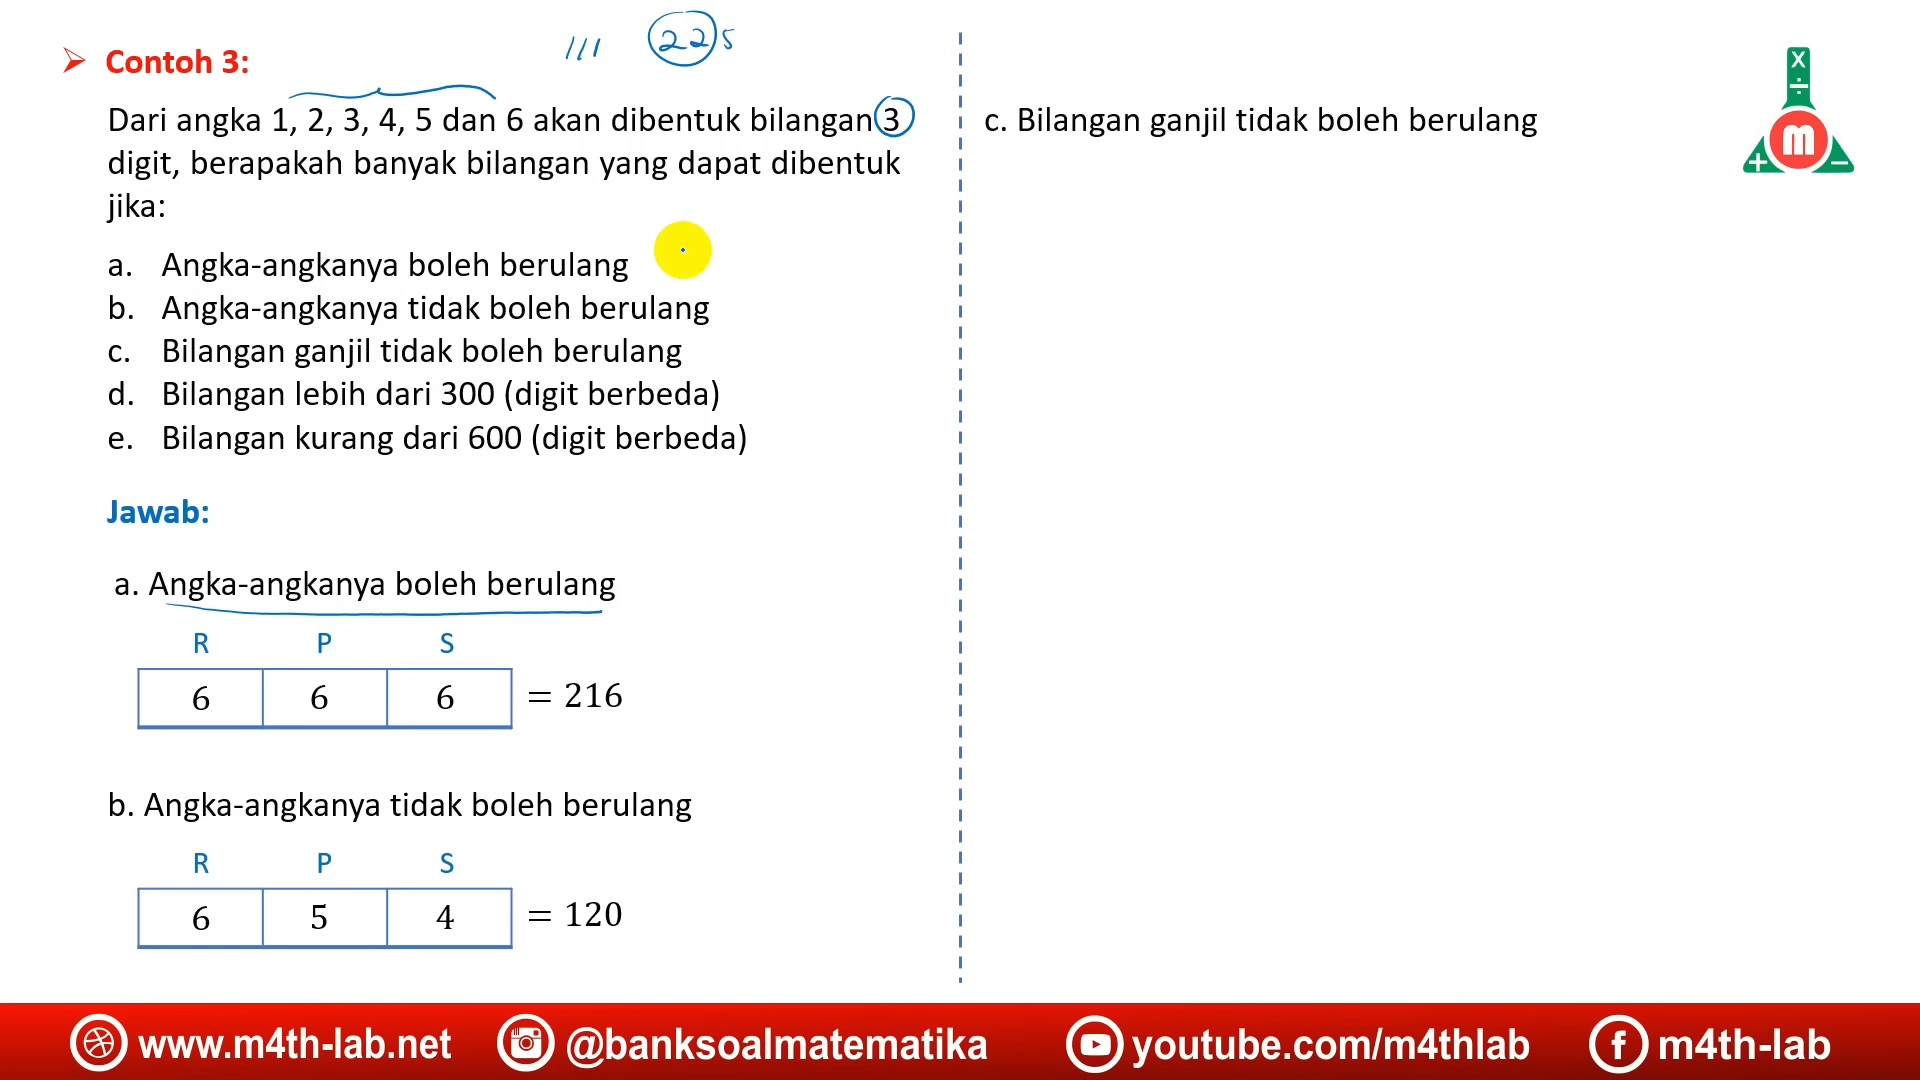 111 225
Contoh 3:
Dari angka 1, 2, 3, 4, 5 dan 6 akan dibentuk bilangan 3
digit, berapakah banyak bilangan yang dapat dibentuk
jika:
a. Angka-angkanya boleh berulang
b. Angka-angkanya tidak boleh berulang
c. Bilangan ganjil tidak boleh berulang
d. Bilangan lebih dari 300 (digit berbeda)
e. Bilangan kurang dari 600 (digit berbeda)
Jawab:
a. Angka-angkanya boleh berulang
R P S
6 6 6 = 216
b. Angka-angkanya tidak boleh berulang
R P S
6 5 4 = 120
c. Bilangan ganjil tidak boleh berulang
X
÷
m
+ −
www.m4th-lab.net @banksoalmatematika youtube.com/m4thlab f m4th-lab